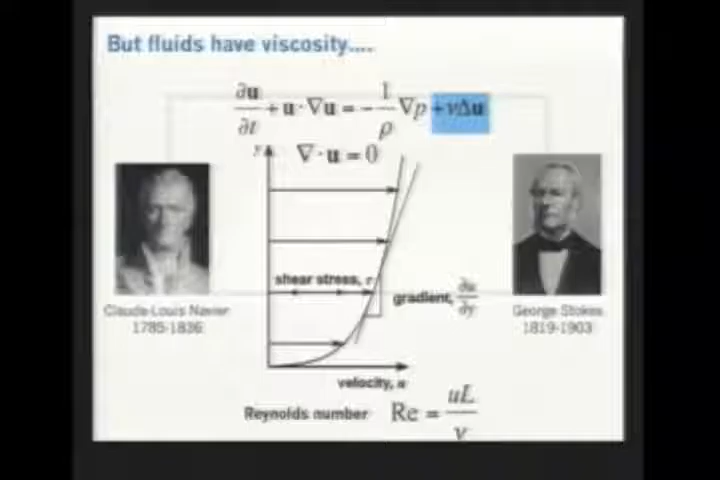 But fluids have viscosity....
∂u/∂t + u · ∇u = − 1/ρ ∇p + νΔu
∇ · u = 0
y
shear stress, τ
gradient, ∂u/∂y
velocity, u
Claude-Louis Navier
1785-1836
George Stokes
1819-1903
Reynolds number Re = uL/ν